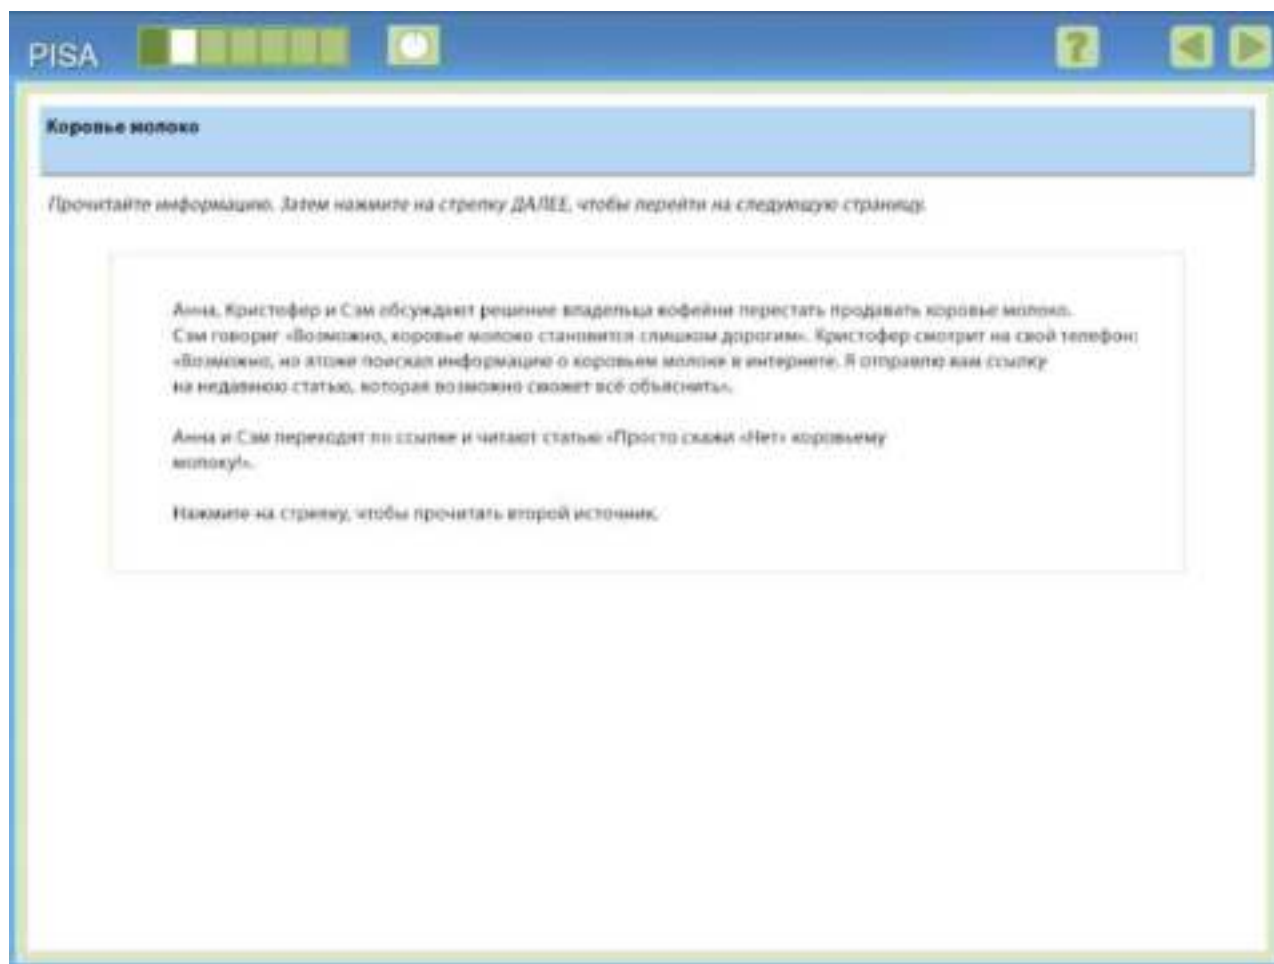 PISA
?
Коровье молоко
Прочитайте информацию. Затем нажмите на стрелку ДАЛЕЕ, чтобы перейти на следующую страницу.
Анна, Кристофер и Сэм обсуждают решение владельца кофейни перестать продавать коровье молоко.
Сэм говорит «Возможно, коровье молоко становится слишком дорогим». Кристофер смотрит на свой телефон:
«Возможно, но я тоже поискал информацию о коровьем молоке в интернете. Я отправлю вам ссылку
на недавнюю статью, которая возможно сможет всё объяснить».
Анна и Сэм переходят по ссылке и читают статью «Просто скажи «Нет» коровьему
молоку!».
Нажмите на стрелку, чтобы прочитать второй источник.